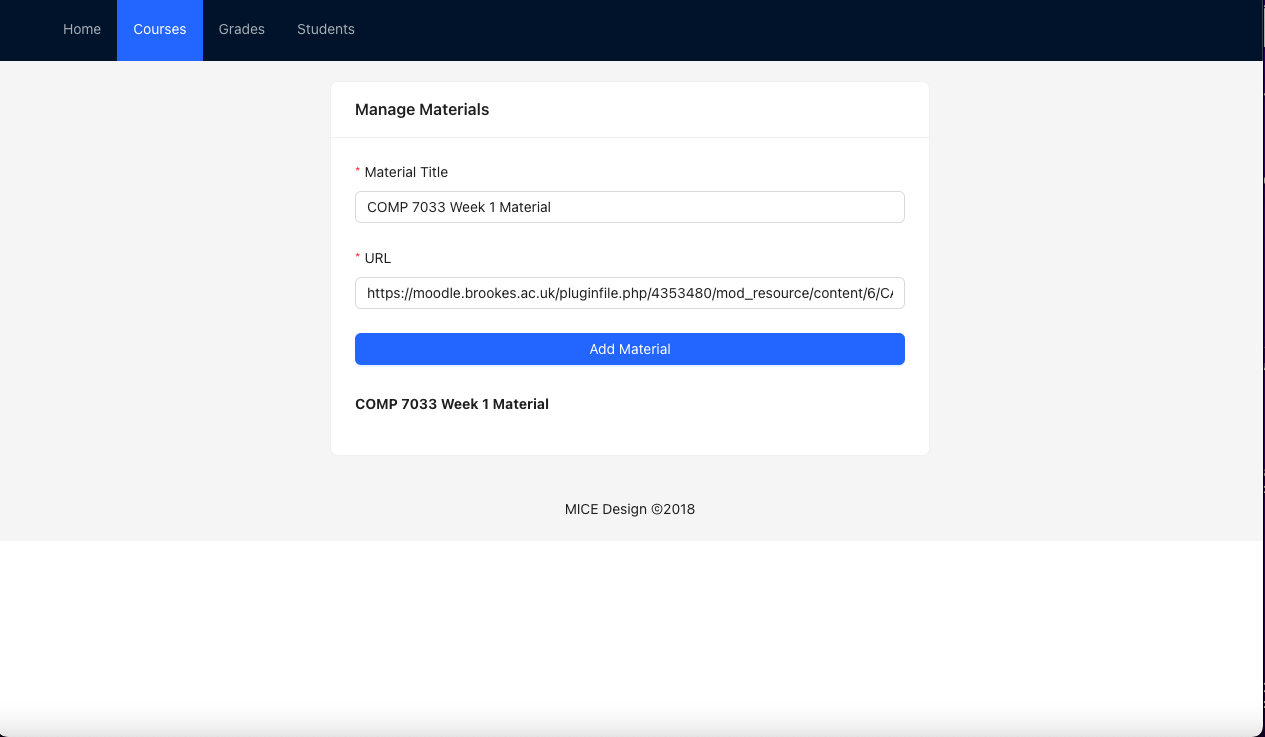 Home Courses Grades Students
Manage Materials
* Material Title
COMP 7033 Week 1 Material
* URL
https://moodle.brookes.ac.uk/pluginfile.php/4353480/mod_resource/content/6/CA
Add Material
COMP 7033 Week 1 Material
MICE Design ©2018